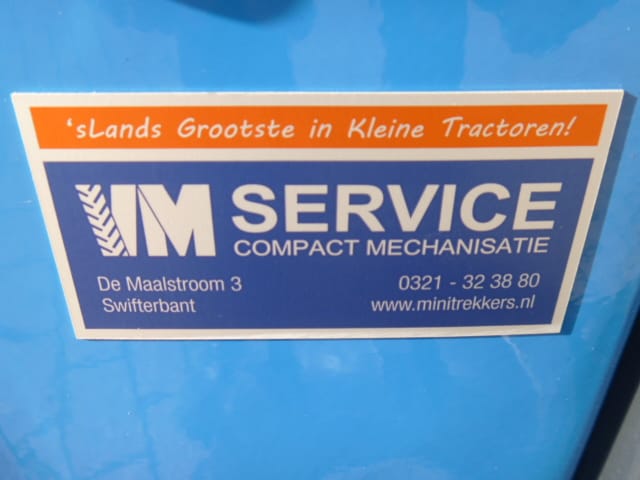 'sLands Grootste in Kleine Tractoren!
VM SERVICE
COMPACT MECHANISATIE
De Maalstroom 3
0321 - 32 38 80
Swifterbant
www.minitrekkers.nl